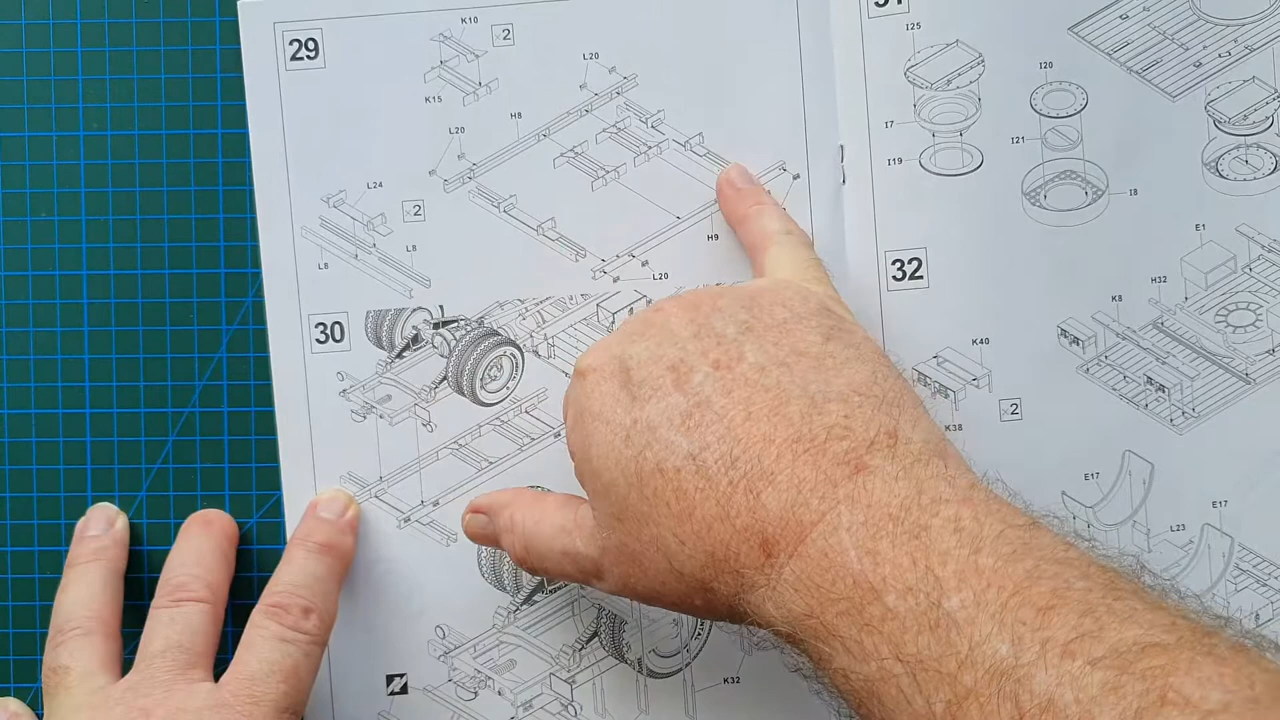 29
K10
×2
K15
L20
H8
L20
L24
×2
L8
L8
H9
L20
30
K32
I25
I20
I7
I21
I19
I8
32
E1
H32
K8
K40
×2
K38
E17
E17
L23